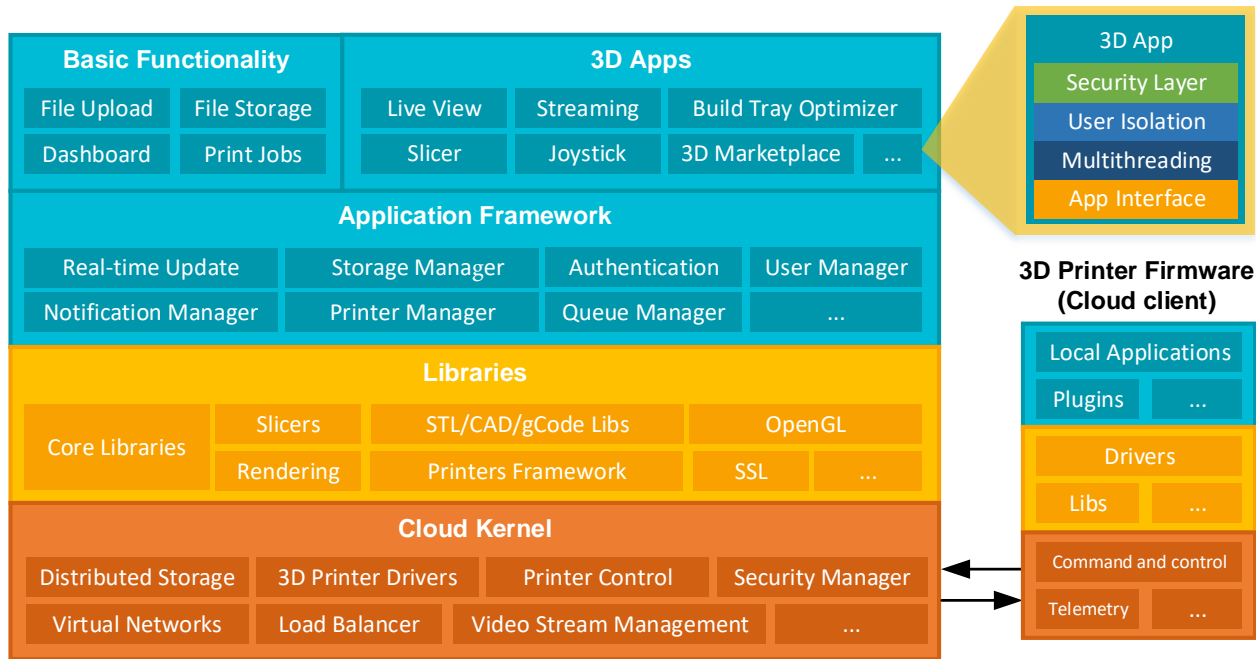 Basic Functionality
File Upload
File Storage
Dashboard
Print Jobs
3D Apps
Live View
Streaming
Build Tray Optimizer
Slicer
Joystick
3D Marketplace
...
Application Framework
Real-time Update
Storage Manager
Authentication
User Manager
Notification Manager
Printer Manager
Queue Manager
...
Libraries
Core Libraries
Slicers
STL/CAD/gCode Libs
OpenGL
Rendering
Printers Framework
SSL
...
Cloud Kernel
Distributed Storage
3D Printer Drivers
Printer Control
Security Manager
Virtual Networks
Load Balancer
Video Stream Management
...
3D App
Security Layer
User Isolation
Multithreading
App Interface
3D Printer Firmware
(Cloud client)
Local Applications
Plugins
...
Drivers
Libs
...
Command and control
Telemetry
...